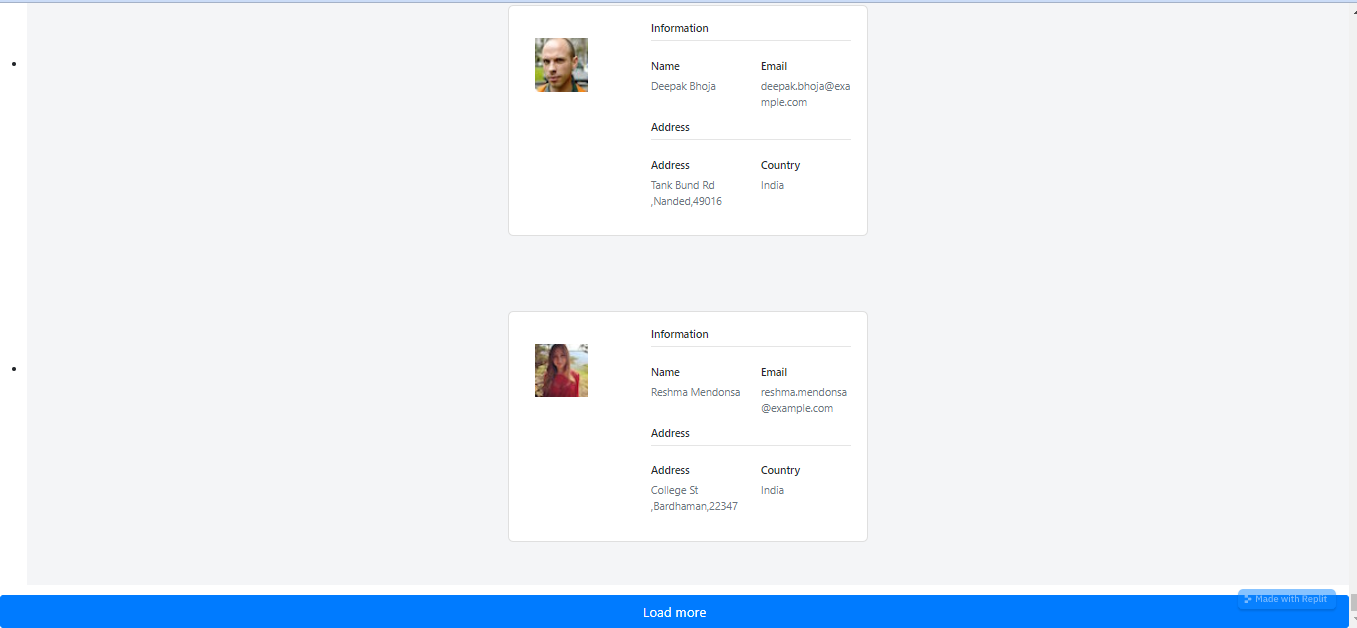 Information
Name Email
Deepak Bhoja deepak.bhoja@exa
mple.com
Address
Address Country
Tank Bund Rd India
,Nanded,49016
Information
Name Email
Reshma Mendonsa reshma.mendonsa
@example.com
Address
Address Country
College St India
,Bardhaman,22347
Made with Replit
Load more